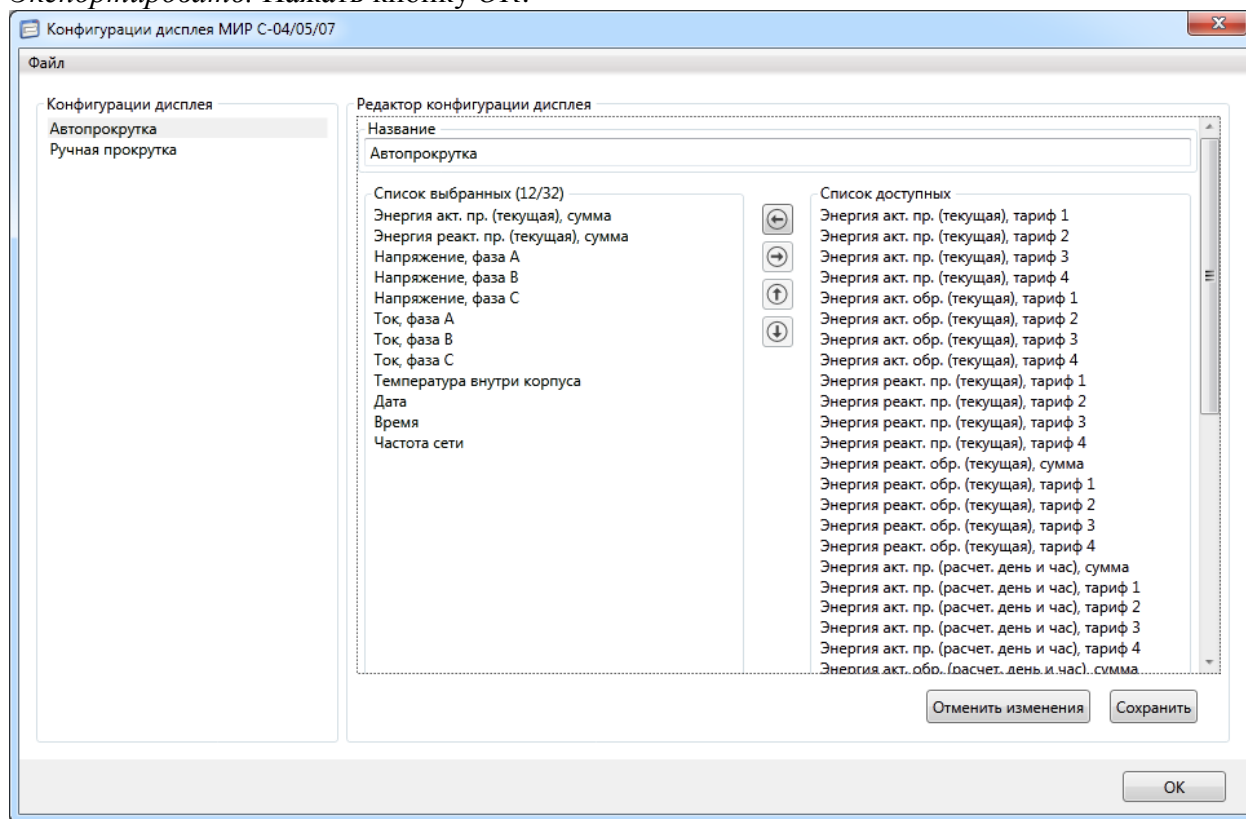 Экспортировать. Нажать кнопку ОК.
Конфигурации дисплея МИР С-04/05/07
Файл
Конфигурации дисплея
Автопрокрутка
Ручная прокрутка
Редактор конфигурации дисплея
Название
Автопрокрутка
Список выбранных (12/32)
Энергия акт. пр. (текущая), сумма
Энергия реакт. пр. (текущая), сумма
Напряжение, фаза A
Напряжение, фаза B
Напряжение, фаза C
Ток, фаза A
Ток, фаза B
Ток, фаза C
Температура внутри корпуса
Дата
Время
Частота сети
Список доступных
Энергия акт. пр. (текущая), тариф 1
Энергия акт. пр. (текущая), тариф 2
Энергия акт. пр. (текущая), тариф 3
Энергия акт. пр. (текущая), тариф 4
Энергия акт. обр. (текущая), тариф 1
Энергия акт. обр. (текущая), тариф 2
Энергия акт. обр. (текущая), тариф 3
Энергия акт. обр. (текущая), тариф 4
Энергия реакт. пр. (текущая), тариф 1
Энергия реакт. пр. (текущая), тариф 2
Энергия реакт. пр. (текущая), тариф 3
Энергия реакт. пр. (текущая), тариф 4
Энергия реакт. обр. (текущая), сумма
Энергия реакт. обр. (текущая), тариф 1
Энергия реакт. обр. (текущая), тариф 2
Энергия реакт. обр. (текущая), тариф 3
Энергия реакт. обр. (текущая), тариф 4
Энергия акт. пр. (расчет. день и час), сумма
Энергия акт. пр. (расчет. день и час), тариф 1
Энергия акт. пр. (расчет. день и час), тариф 2
Энергия акт. пр. (расчет. день и час), тариф 3
Энергия акт. пр. (расчет. день и час), тариф 4
Энергия акт. обр. (расчет. день и час), сумма
Отменить изменения
Сохранить
OK